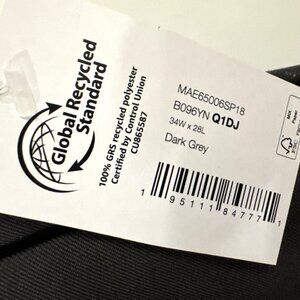 Global Recycled
Standard
100% GRS recycled polyester
Certified by Control Union
CU865587
MAE65006SP18
B096YN Q1DJ
34W x 28L
Dark Grey
1 95111 84777 1
MIX